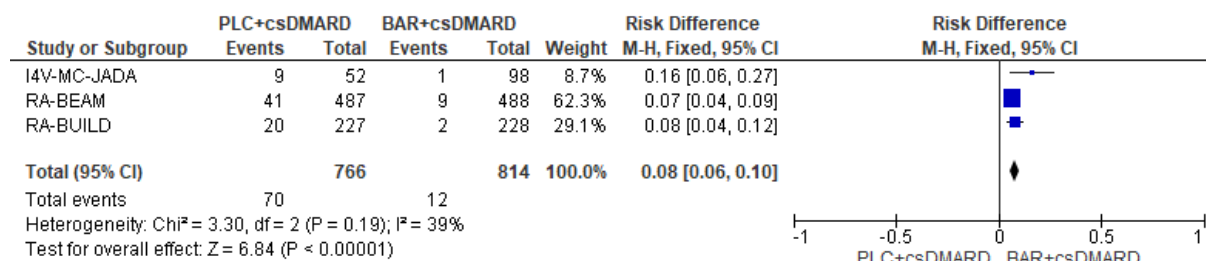 PLC+csDMARD BAR+csDMARD Risk Difference Risk Difference
Study or Subgroup Events Total Events Total Weight M-H, Fixed, 95% CI M-H, Fixed, 95% CI
I4V-MC-JADA 9 52 1 98 8.7% 0.16 [0.06, 0.27]
RA-BEAM 41 487 9 488 62.3% 0.07 [0.04, 0.09]
RA-BUILD 20 227 2 228 29.1% 0.08 [0.04, 0.12]
Total (95% CI) 766 814 100.0% 0.08 [0.06, 0.10]
Total events 70 12
Heterogeneity: Chi² = 3.30, df = 2 (P = 0.19); I² = 39%
Test for overall effect: Z = 6.84 (P < 0.00001)
-1 -0.5 0 0.5 1
PLC+csDMARD BAR+csDMARD